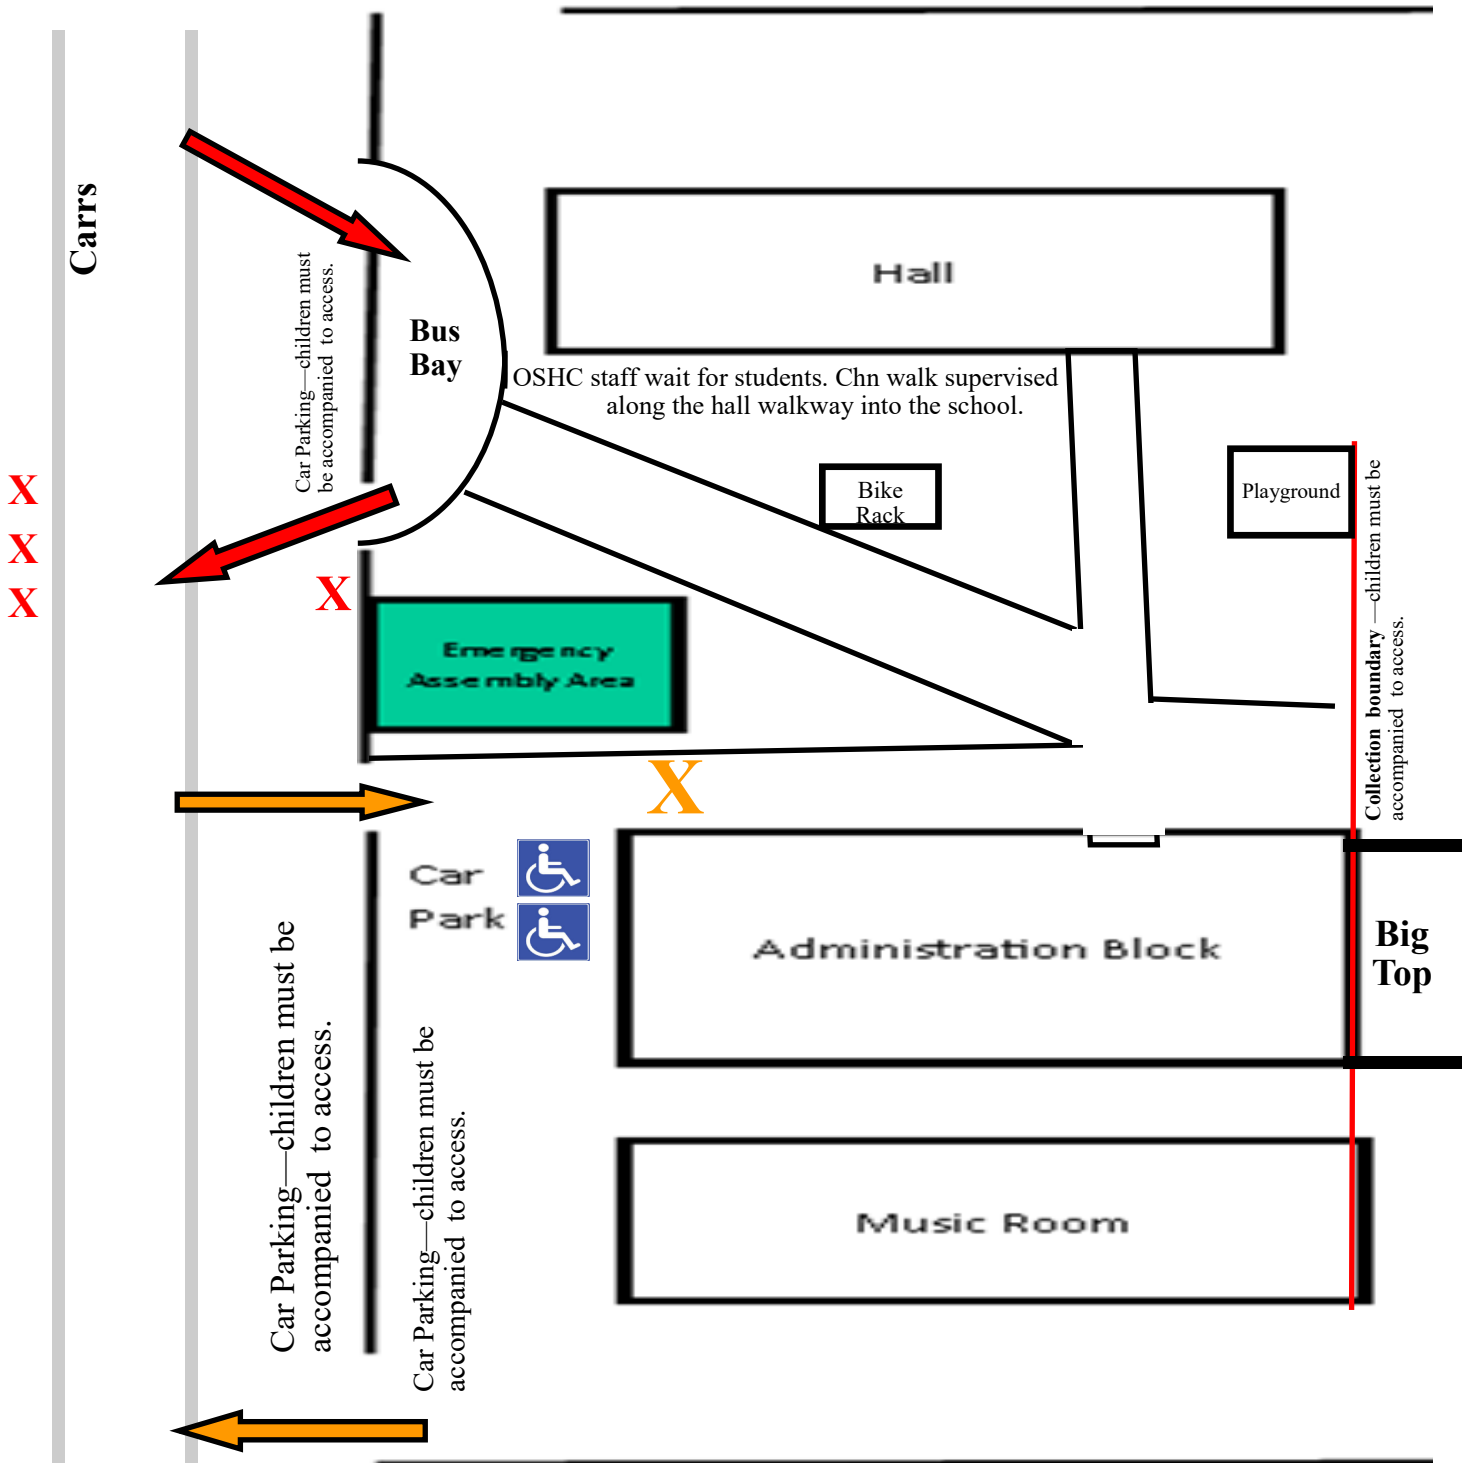 Carrs
Car Parking—children must
be accompanied to access.
Bus
Bay
Hall
OSHC staff wait for students. Chn walk supervised
along the hall walkway into the school.
Bike
Rack
Playground
Collection boundary —children must be
accompanied to access.
X
X
X
X
Emergency
Assembly Area
X
Car
Park
Administration Block
Big
Top
Car Parking—children must be
accompanied to access.
Car Parking—children must be
accompanied to access.
Music Room